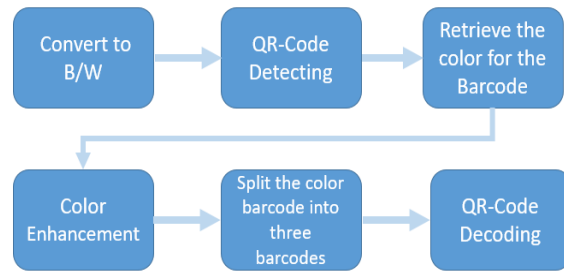 Convert to
B/W
QR-Code
Detecting
Retrieve the
color for the
Barcode
Color
Enhancement
Split the color
barcode into
three
barcodes
QR-Code
Decoding